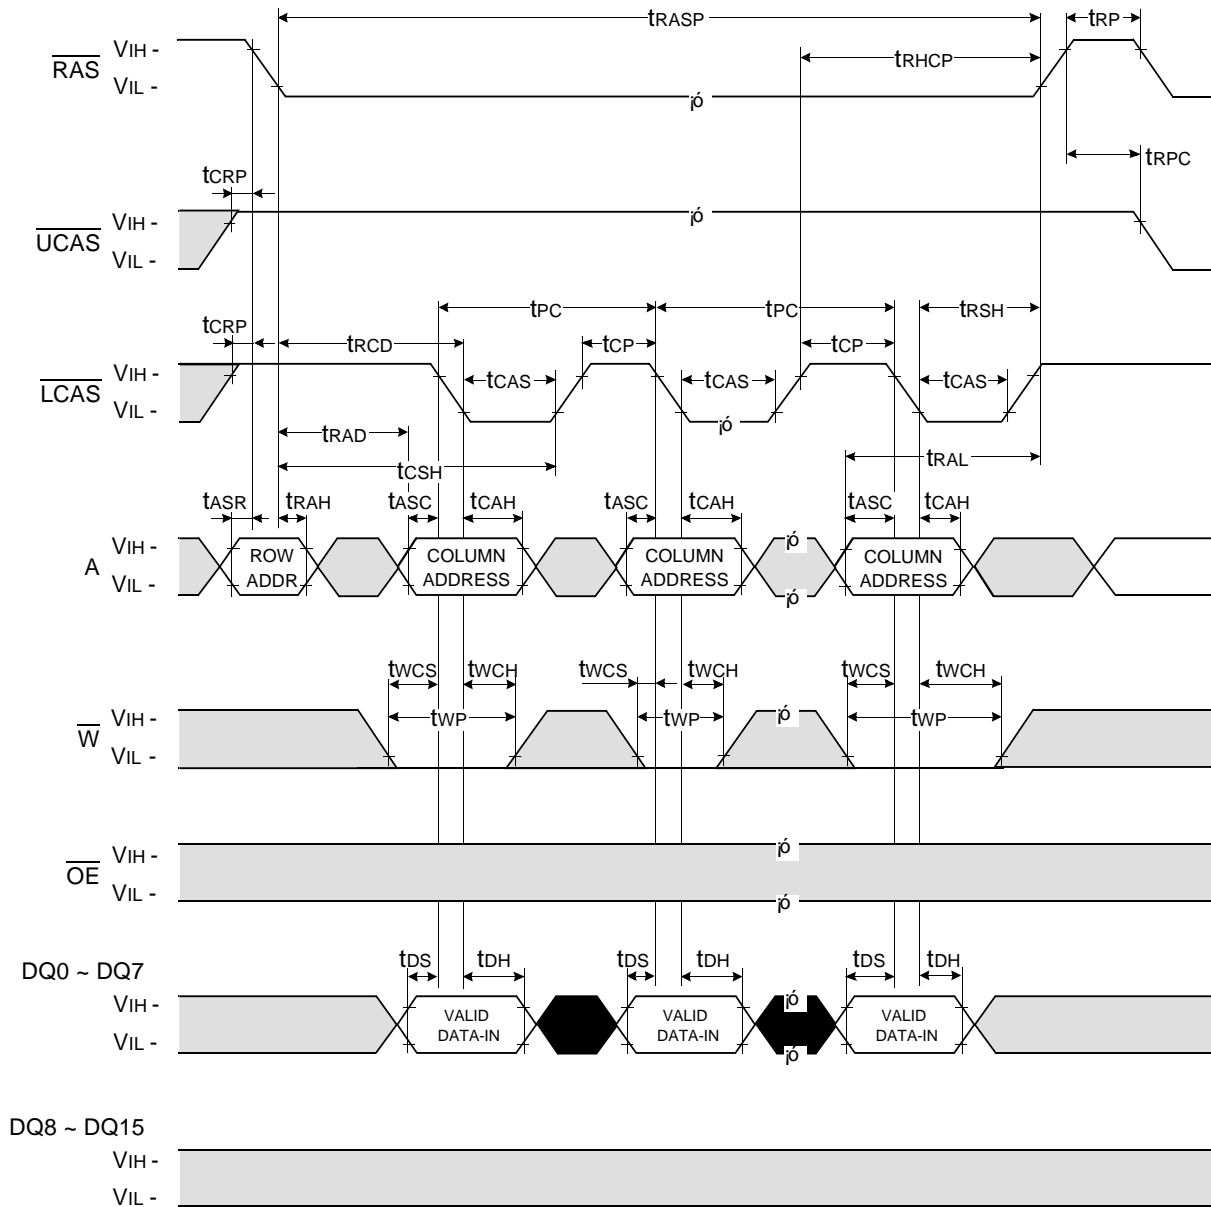 tRASP tRP
RAS VIH -
VIL -
tRHCP
¡ó
tCRP tRPC
UCAS VIH -
VIL -
¡ó
tPC tPC tRSH
tCRP tRCD tCP tCP
LCAS VIH -
VIL -
tCAS tCAS tCAS
¡ó
tRAD tCSH tRAL
tASR tRAH tASC tCAH tASC tCAH tASC tCAH
A VIH -
VIL -
ROW ADDR
COLUMN ADDRESS
COLUMN ADDRESS
¡ó
¡ó
COLUMN ADDRESS
tWCS tWCH tWCS tWCH tWCS tWCH
W VIH -
VIL -
tWP tWP ¡ó tWP
OE VIH -
VIL -
¡ó
¡ó
DQ0 ~ DQ7
tDS tDH tDS tDH tDS tDH
VIH -
VIL -
VALID DATA-IN
VALID DATA-IN
¡ó
¡ó
VALID DATA-IN
DQ8 ~ DQ15
VIH -
VIL -